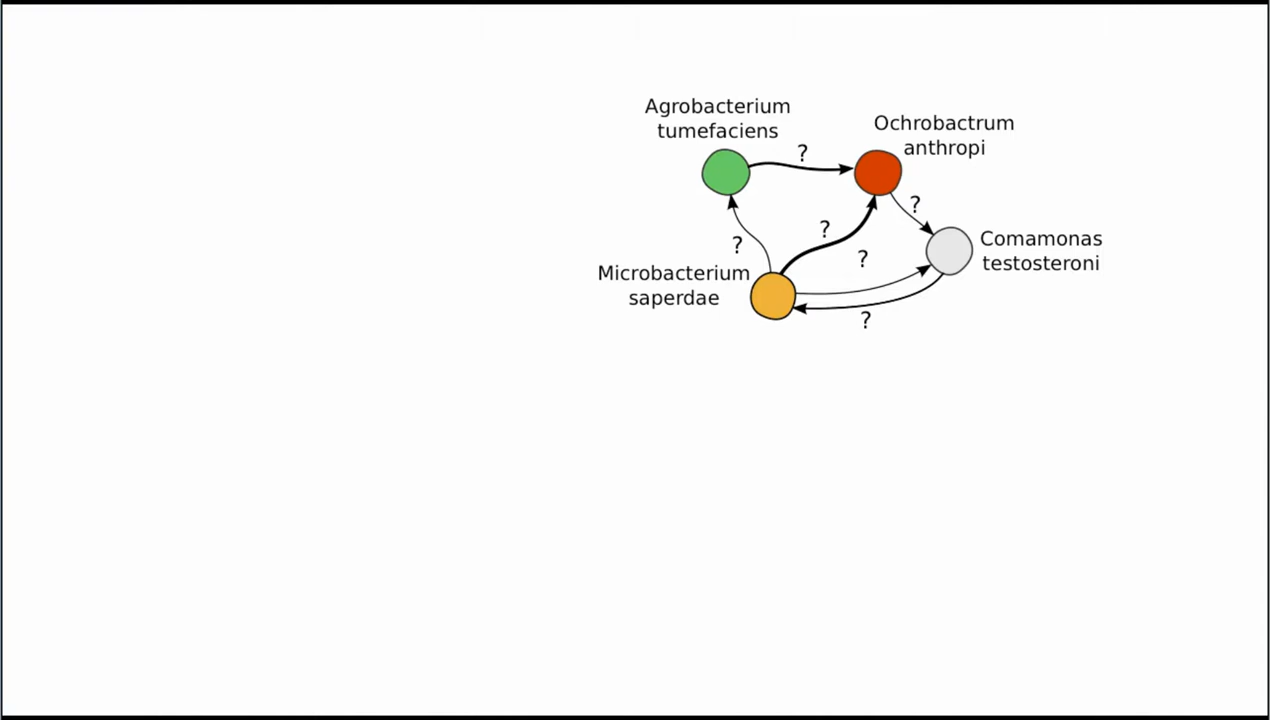 Agrobacterium
tumefaciens
Ochrobactrum
anthropi
?
?
?
?
?
Comamonas
testosteroni
Microbacterium
saperdae
?